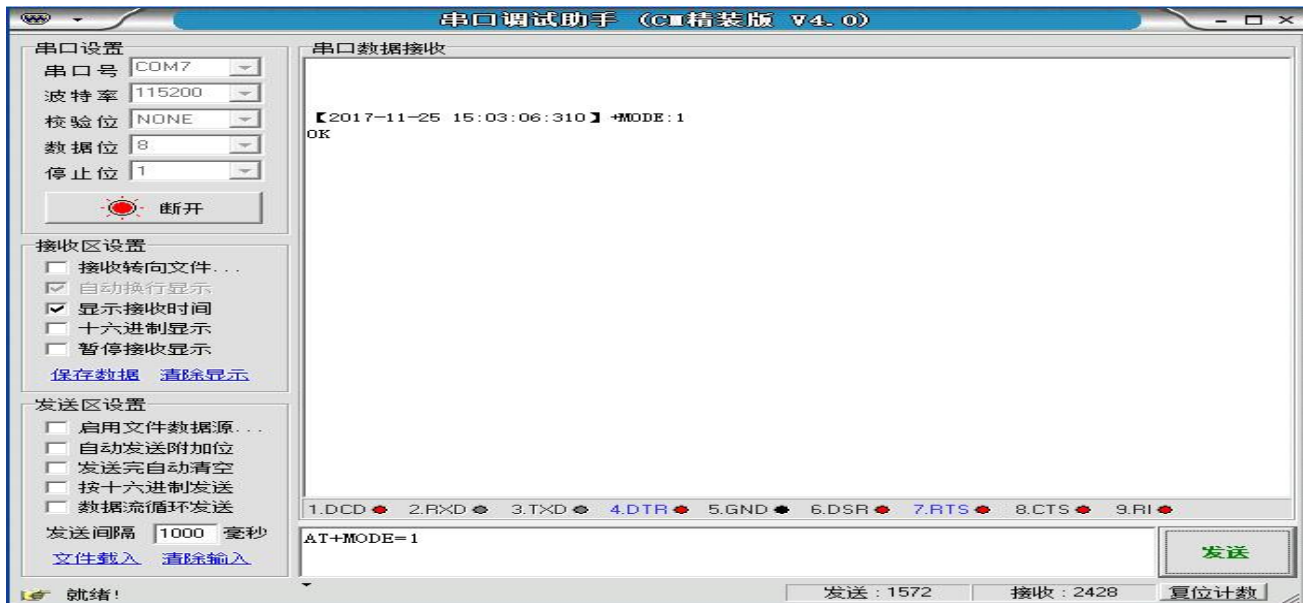 串口调试助手 (CM精装版 V4.0)
串口设置
串口号 COM7
波特率 115200
校验位 NONE
数据位 8
停止位 1
断开
接收区设置
接收转向文件...
自动换行显示
显示接收时间
十六进制显示
暂停接收显示
保存数据 清除显示
发送区设置
启用文件数据源...
自动发送附加位
发送完自动清空
按十六进制发送
数据流循环发送
发送间隔 1000 毫秒
文件载入 清除输入
串口数据接收
【2017-11-25 15:03:06:310】+MODE:1
OK
1.DCD 2.RXD 3.TXD 4.DTR 5.GND 6.DSR 7.RTS 8.CTS 9.RI
AT+MODE=1
发送
就绪! 发送:1572 接收:2428 复位计数